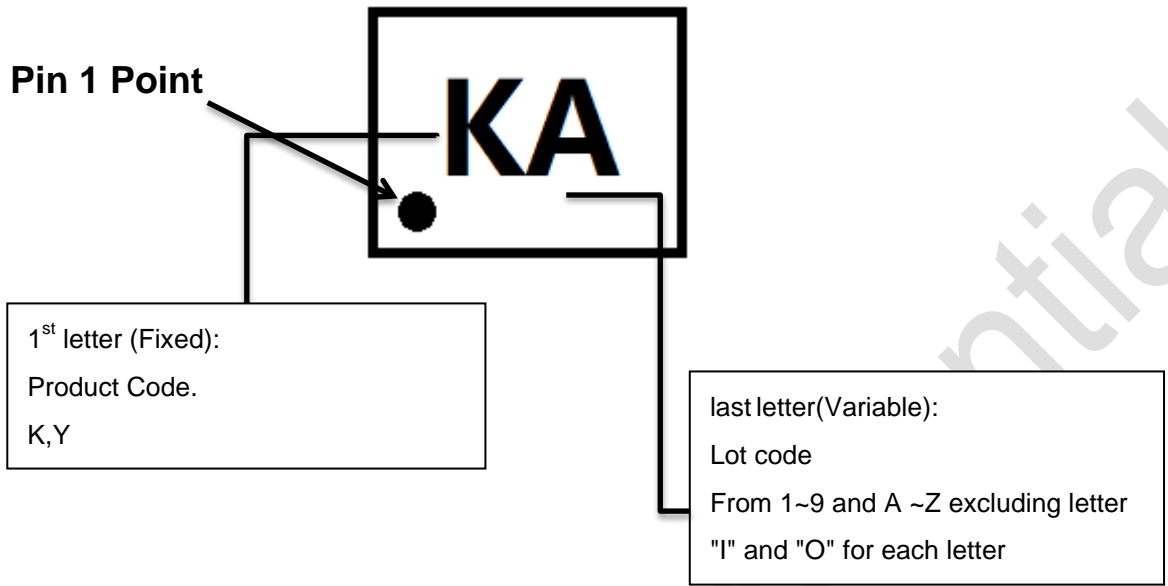 Pin 1 Point
KA
1st letter (Fixed):
Product Code.
K,Y
last letter(Variable):
Lot code
From 1~9 and A ~Z excluding letter
"I" and "O" for each letter
ntial